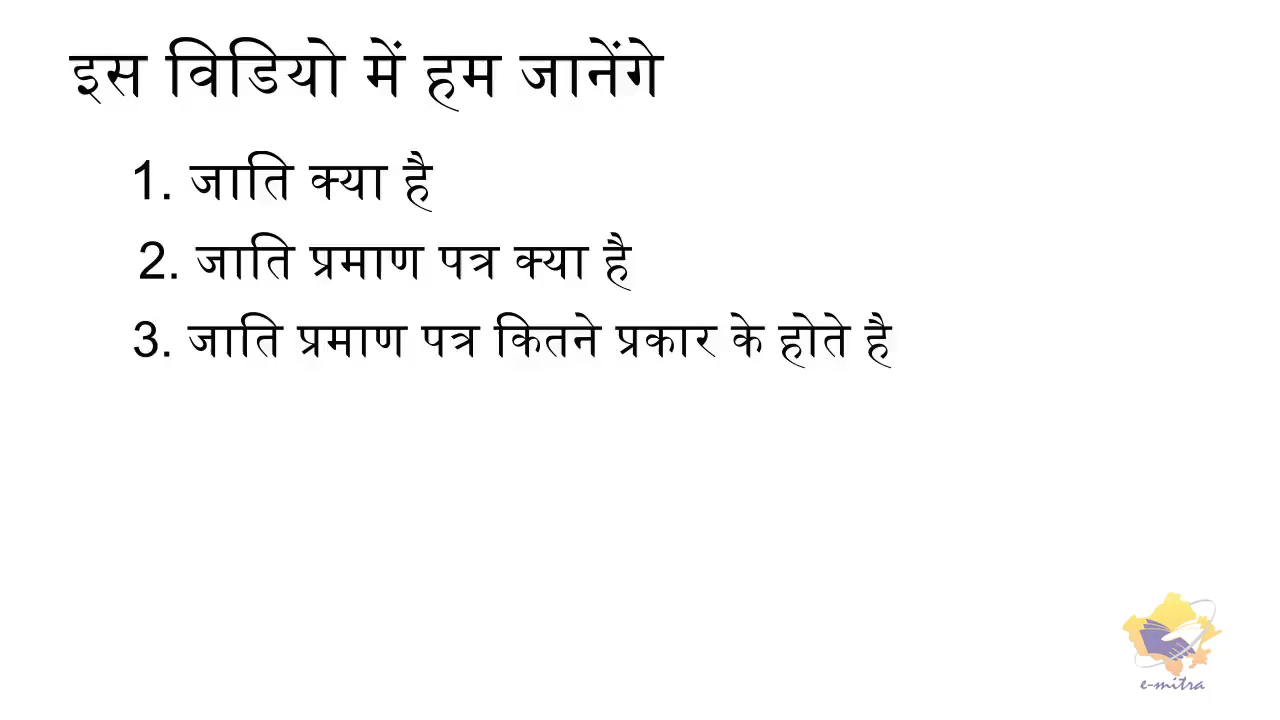 इस विडियो में हम जानेंगे
1. जाति क्या है
2. जाति प्रमाण पत्र क्या है
3. जाति प्रमाण पत्र कितने प्रकार के होते है
e-mitra